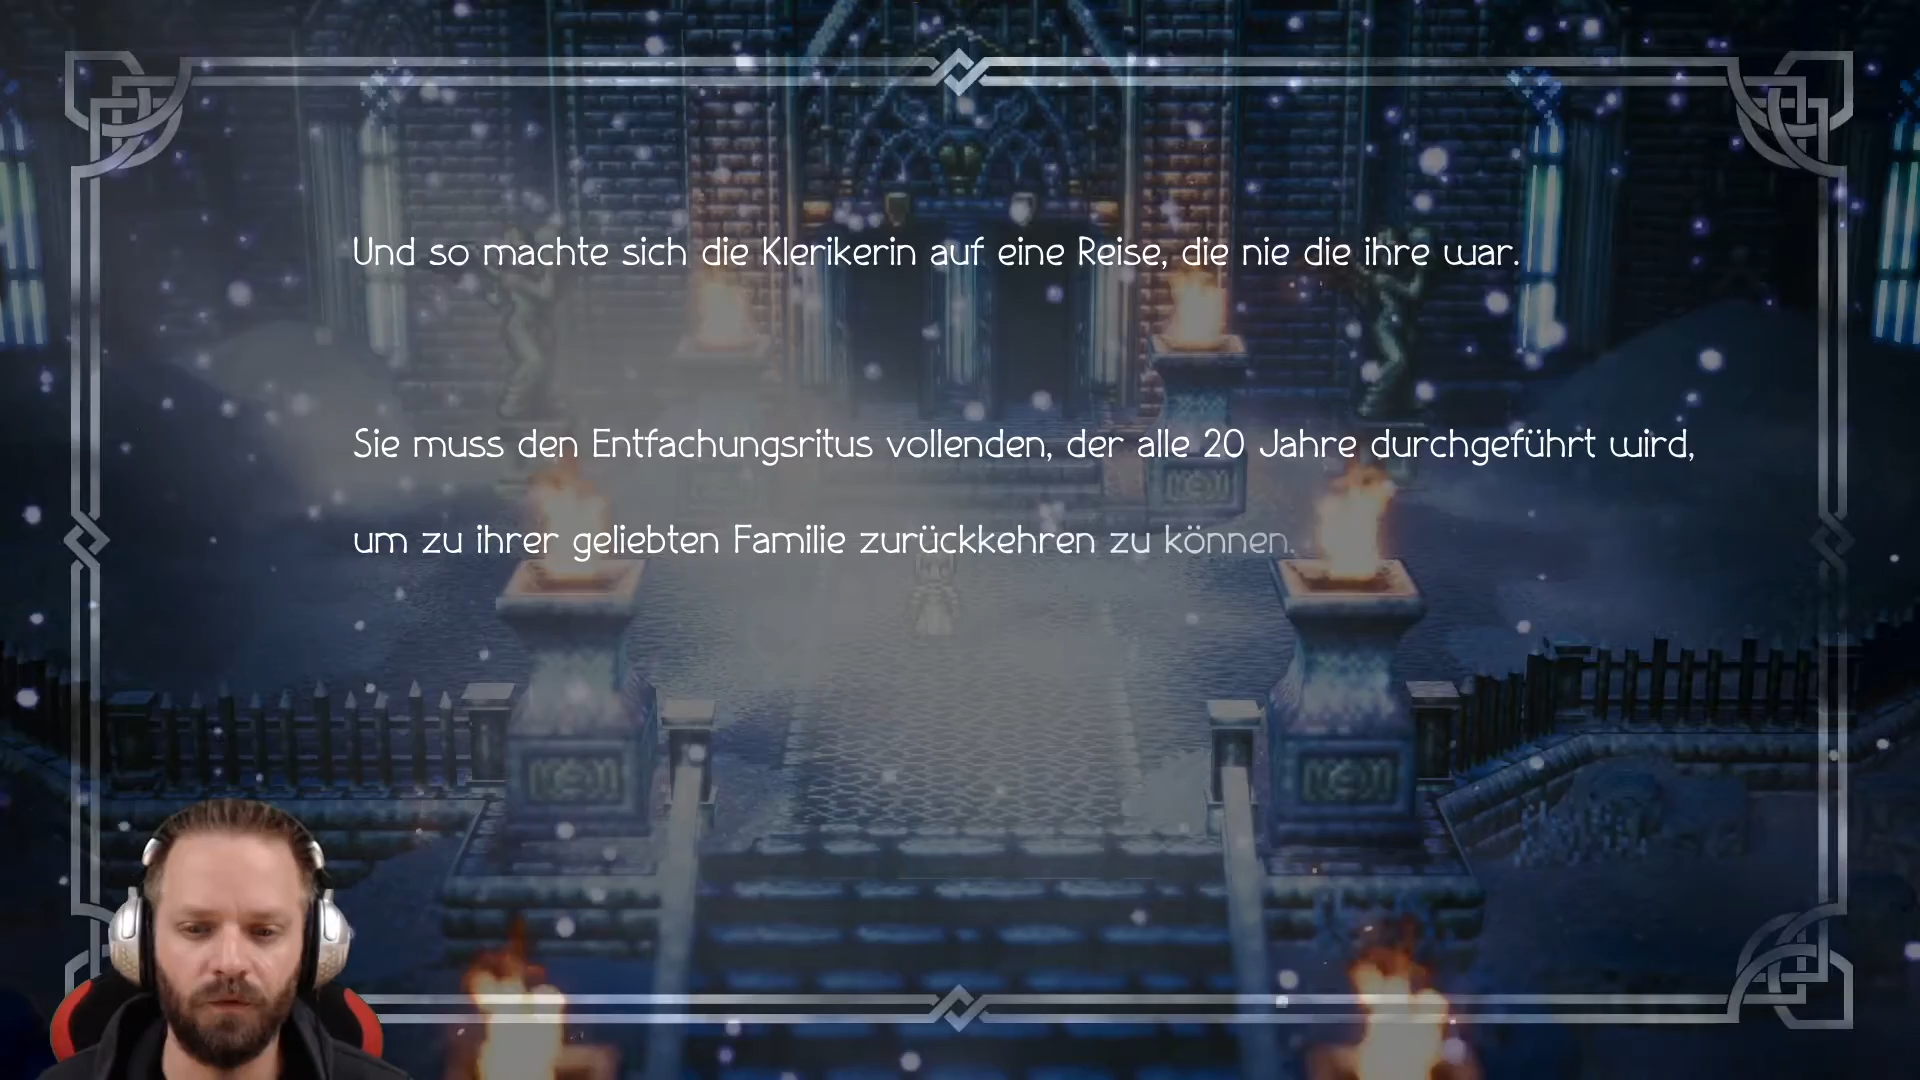 Und so machte sich die Klerikerin auf eine Reise, die nie die ihre war.
Sie muss den Entfachungsritus vollenden, der alle 20 Jahre durchgeführt wird,
um zu ihrer geliebten Familie zurückkehren zu können.